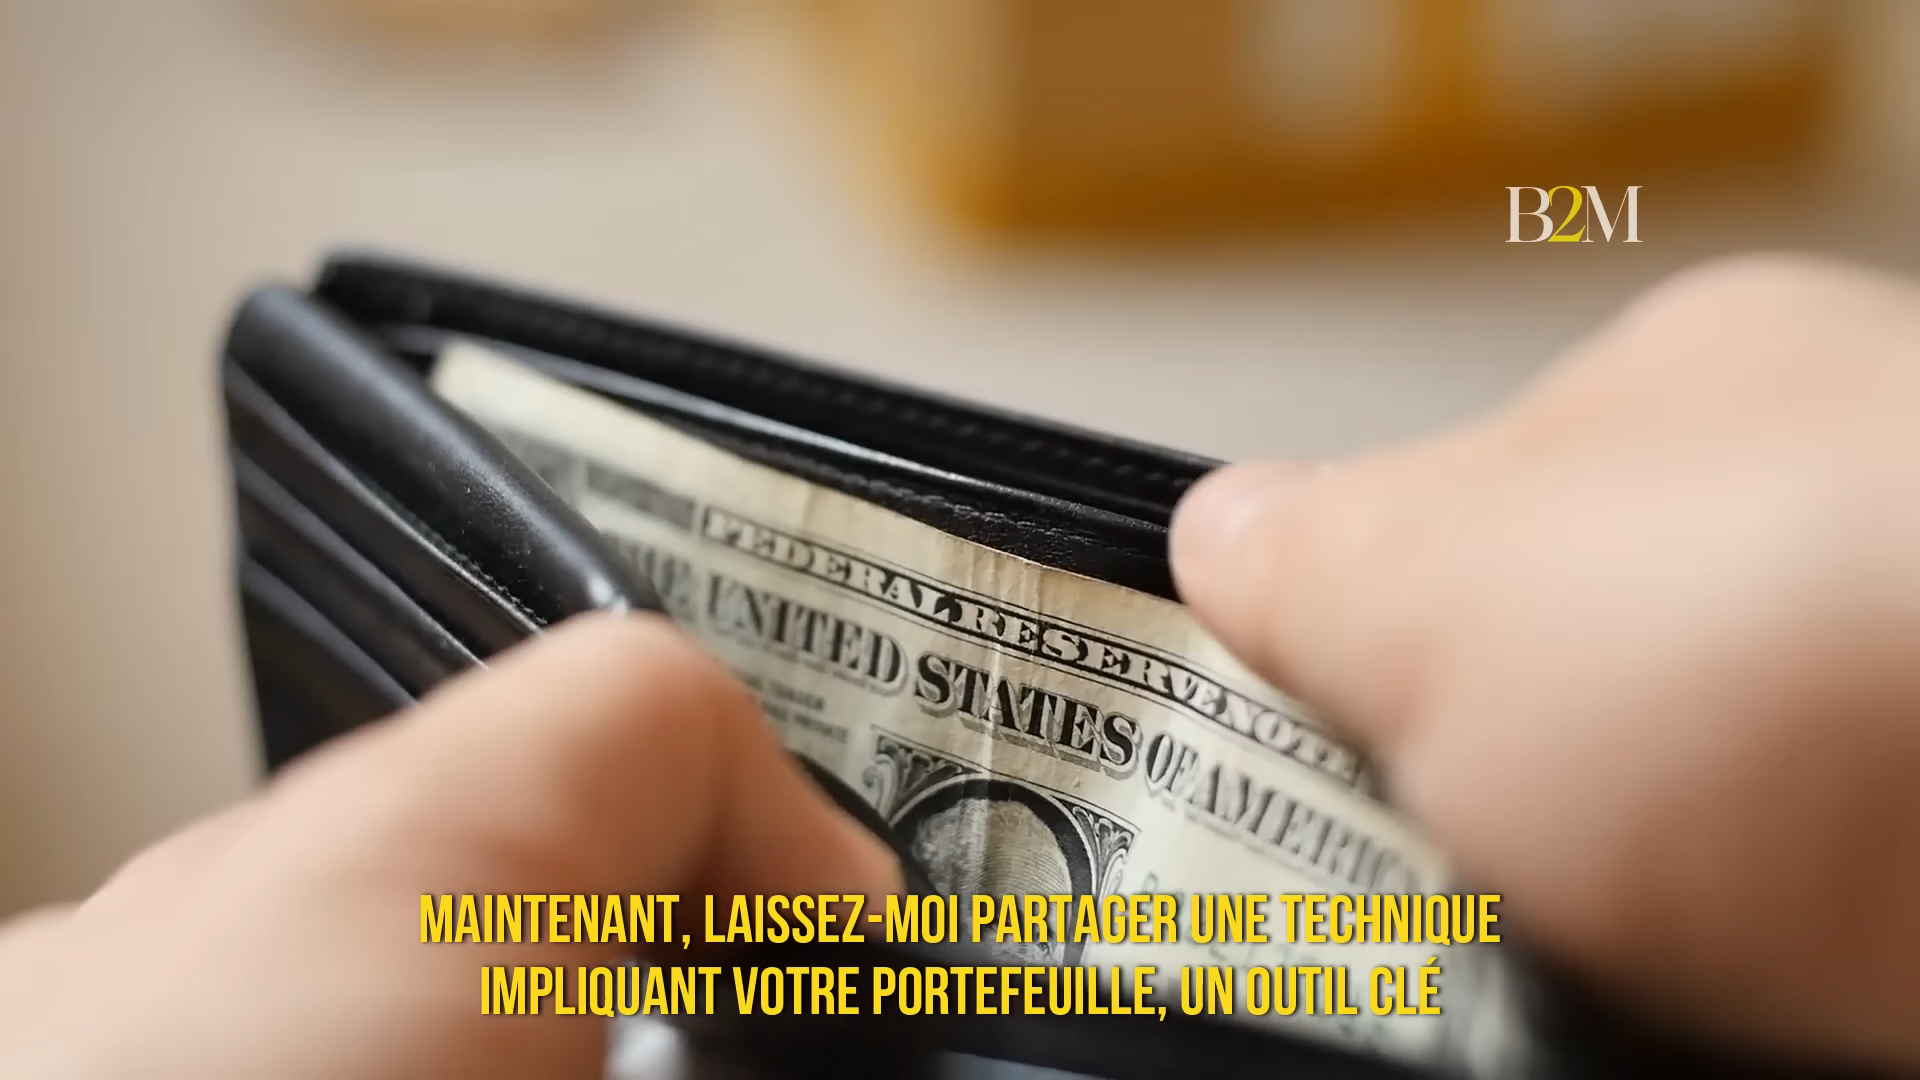 B2M
FEDERAL RESERVE NOTE
THE UNITED STATES OF AMERICA
MAINTENANT, LAISSEZ-MOI PARTAGER UNE TECHNIQUE
IMPLIQUANT VOTRE PORTEFEUILLE, UN OUTIL CLÉ